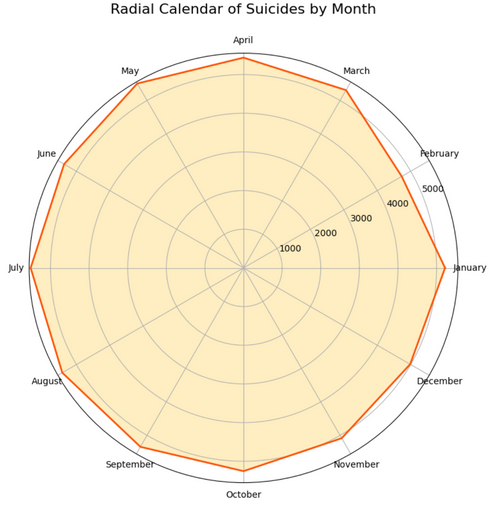 Radial Calendar of Suicides by Month
April
May
March
June
February
5000
4000
3000
2000
1000
July
January
August
December
September
November
October